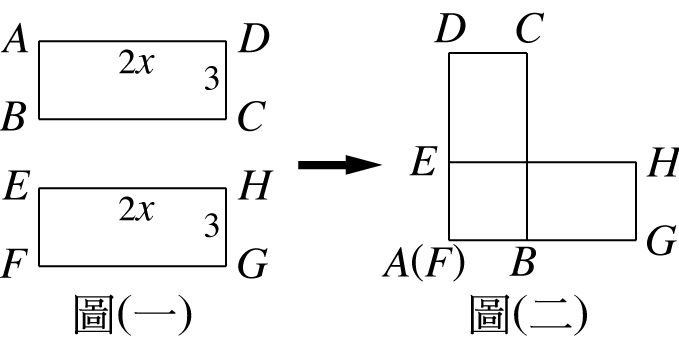 A D
2x
3
B C
E H
2x
3
F G
圖(一)
D C
E H
A(F) B G
圖(二)